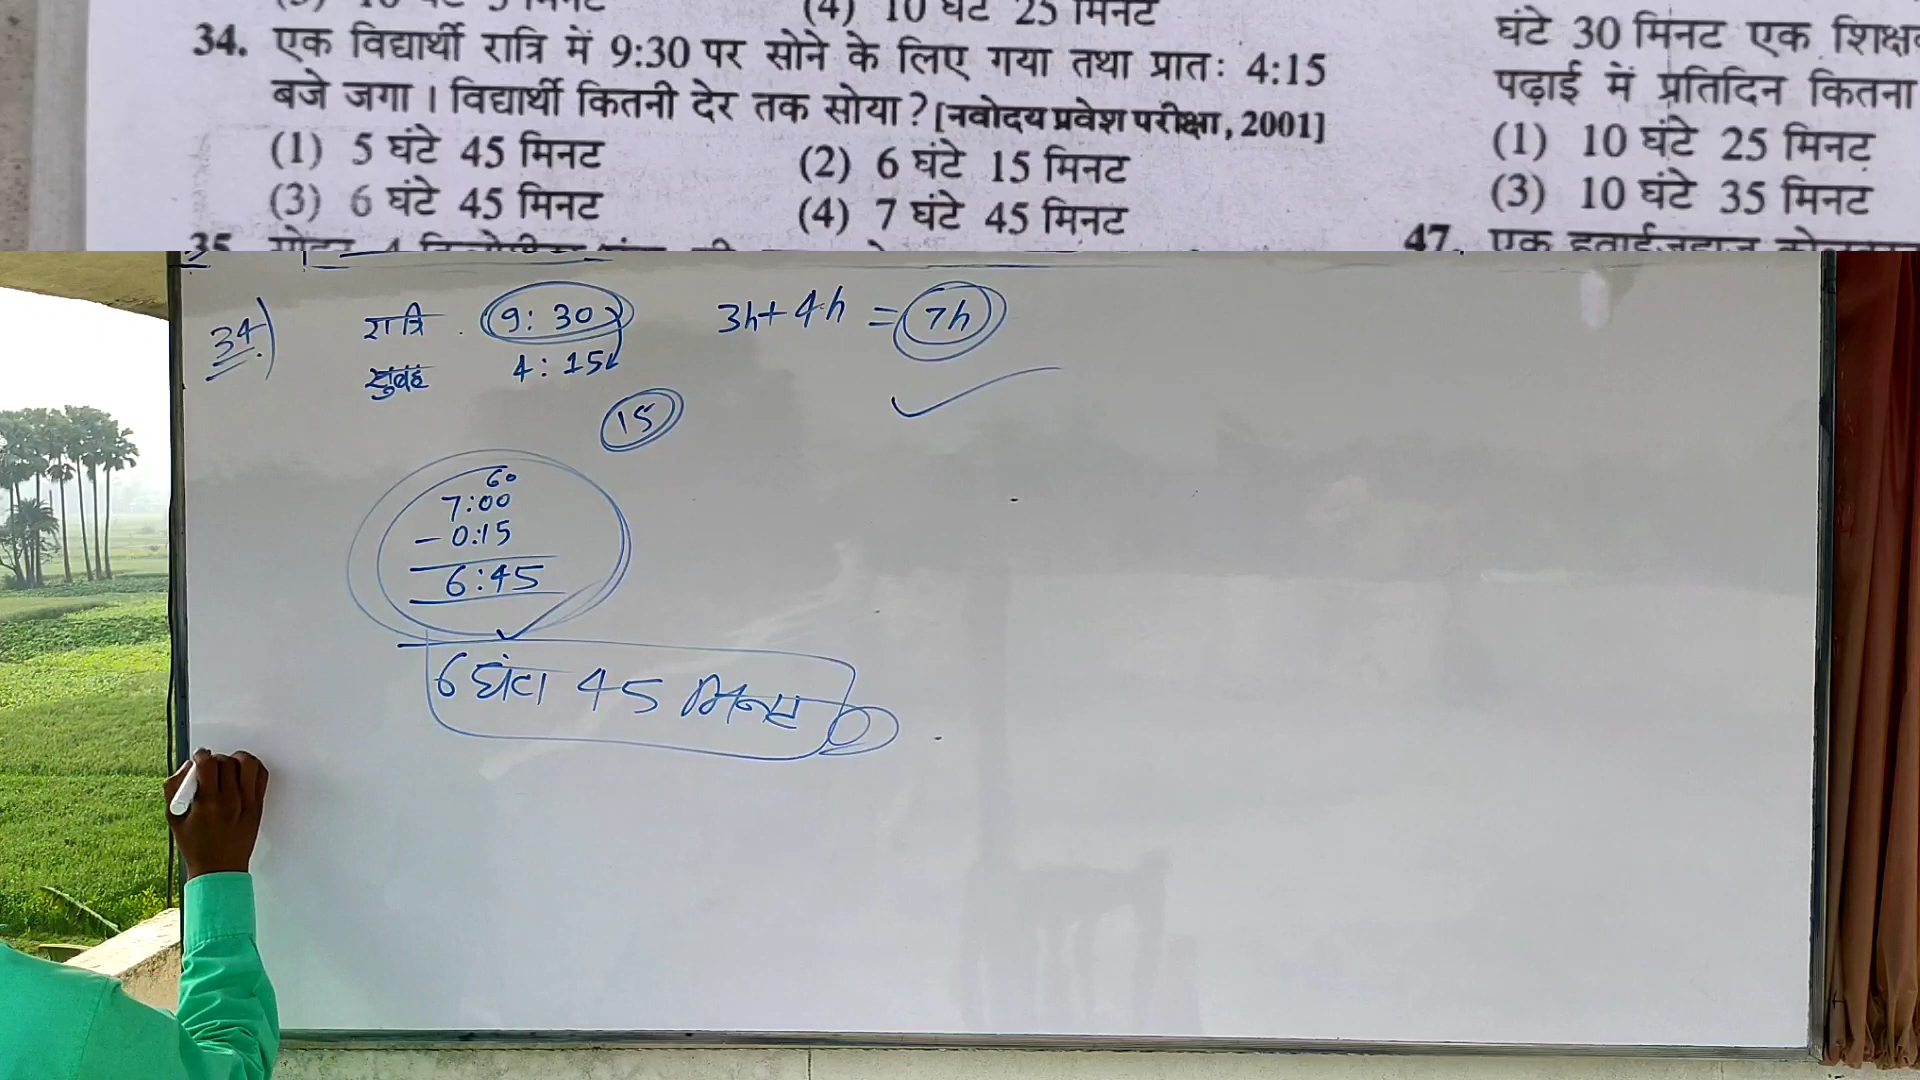 (4) 10 घंटे 25 मिनट
34. एक विद्यार्थी रात्रि में 9:30 पर सोने के लिए गया तथा प्रातः 4:15
बजे जगा । विद्यार्थी कितनी देर तक सोया ? [नवोदय प्रवेश परीक्षा, 2001]
(1) 5 घंटे 45 मिनट (2) 6 घंटे 15 मिनट
(3) 6 घंटे 45 मिनट (4) 7 घंटे 45 मिनट
35.
घंटे 30 मिनट एक
पढ़ाई में प्रतिदिन कितना
(1) 10 घंटे 25 मिनट
(3) 10 घंटे 35 मिनट
47. एक
34.) रात्रि 9:30 3h+4h = 7h
सुबह 4:15
15
60
7:00
- 0:15
6:45
6 घंटा 45 मिनट